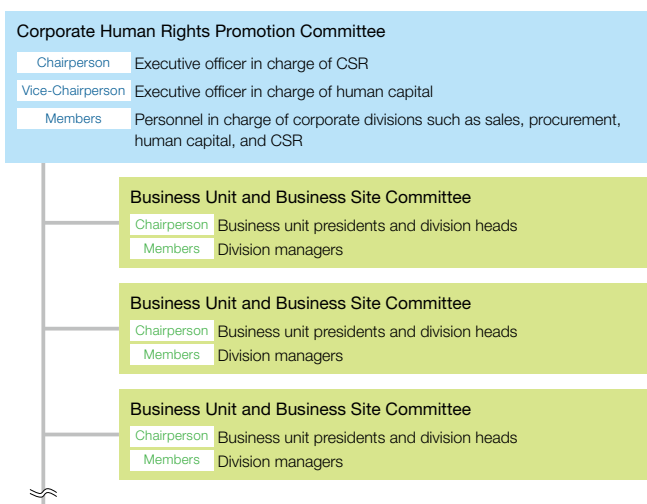 Corporate Human Rights Promotion Committee
Chairperson Executive officer in charge of CSR
Vice-Chairperson Executive officer in charge of human capital
Members Personnel in charge of corporate divisions such as sales, procurement,
human capital, and CSR
Business Unit and Business Site Committee
Chairperson Business unit presidents and division heads
Members Division managers
Business Unit and Business Site Committee
Chairperson Business unit presidents and division heads
Members Division managers
Business Unit and Business Site Committee
Chairperson Business unit presidents and division heads
Members Division managers